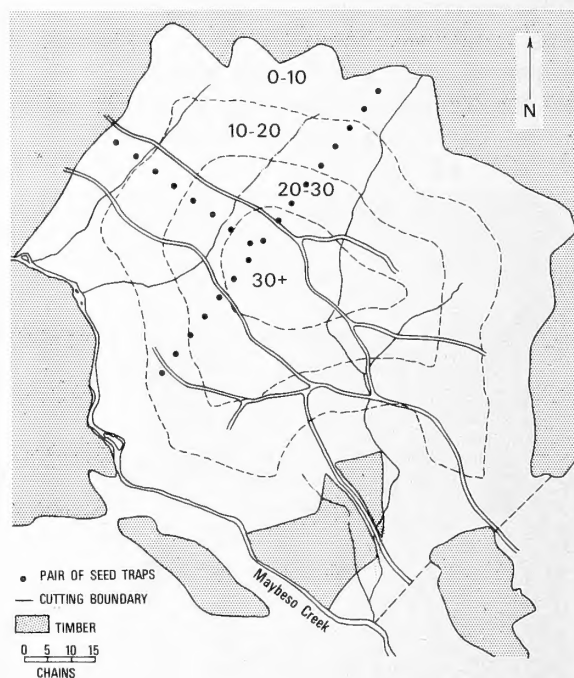 0-10
10-20
N
20-30
30+
Maybeso Creek
PAIR OF SEED TRAPS
CUTTING BOUNDARY
TIMBER
0 5 10 15
CHAINS